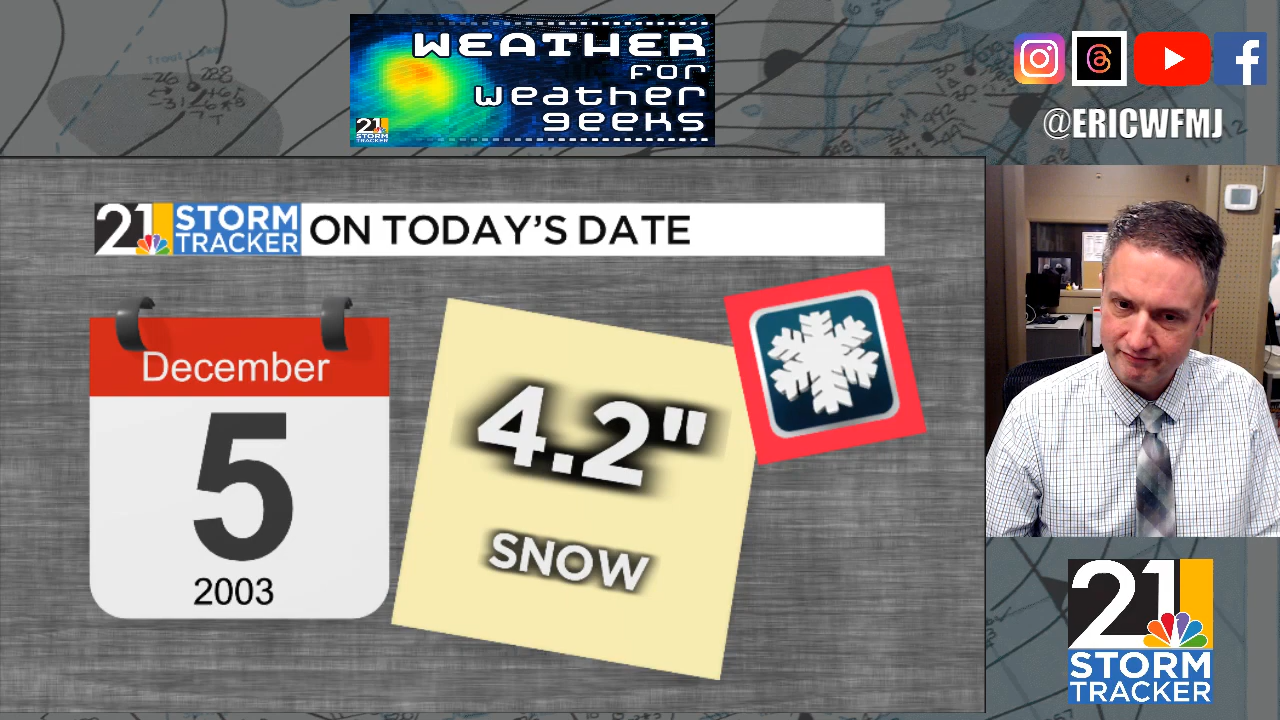 WEATHER
FOR
weather
geeks
21
STORM
TRACKER
@ERICWFMJ
21 STORM
TRACKER
ON TODAY'S DATE
December
5
2003
4.2"
SNOW
21
STORM
TRACKER